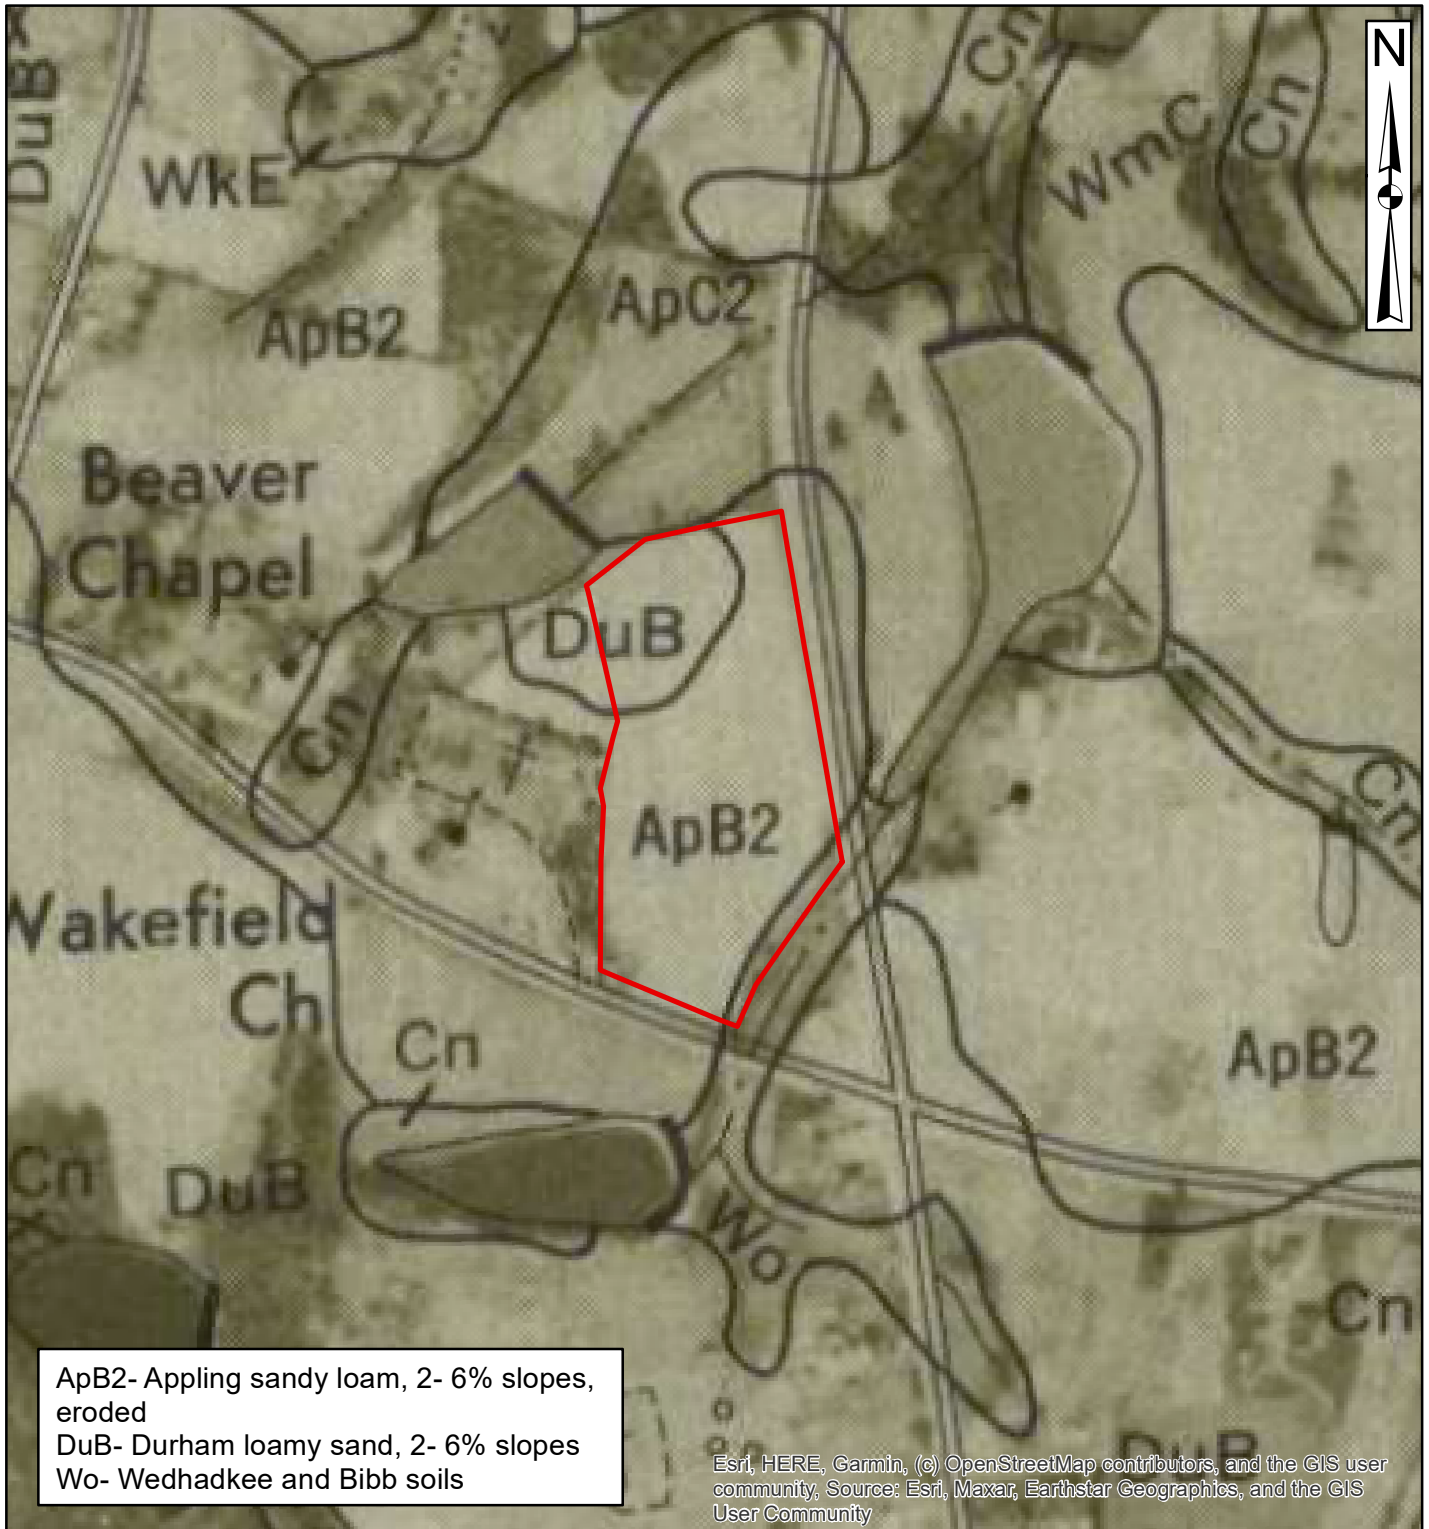 Cn
N
DuB
WmC
Cn
WkE
ApB2
ApC2
Beaver
Chapel
DuB
Cn
ApB2
Cn
Wakefield
Ch
Cn
ApB2
Cn
DuB
Wo
Cn
DuB
ApB2- Appling sandy loam, 2- 6% slopes,
eroded
DuB- Durham loamy sand, 2- 6% slopes
Wo- Wedhadkee and Bibb soils
Esri, HERE, Garmin, (c) OpenStreetMap contributors, and the GIS user
community, Source: Esri, Maxar, Earthstar Geographics, and the GIS
User Community